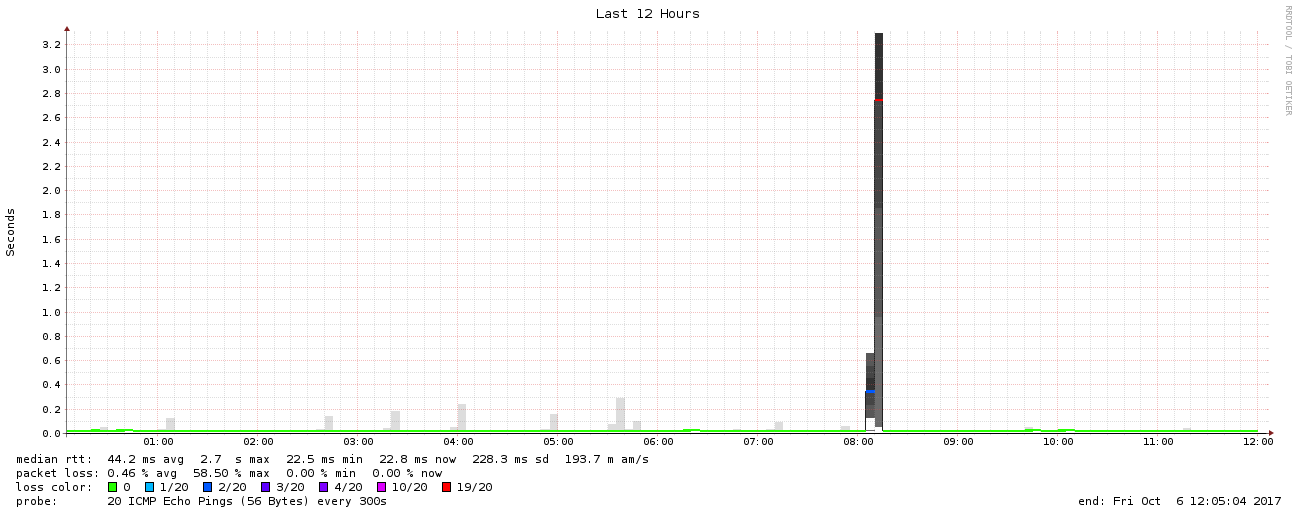 Last 12 Hours
RRDTOOL / TOBI OETIKER
Seconds
3.2
3.0
2.8
2.6
2.4
2.2
2.0
1.8
1.6
1.4
1.2
1.0
0.8
0.6
0.4
0.2
0.0
01:00 02:00 03:00 04:00 05:00 06:00 07:00 08:00 09:00 10:00 11:00 12:00
median rtt: 44.2 ms avg 2.7 s max 22.5 ms min 22.8 ms now 228.3 ms sd 193.7 m am/s
packet loss: 0.46 % avg 58.50 % max 0.00 % min 0.00 % now
loss color: 0 1/20 2/20 3/20 4/20 10/20 19/20
probe: 20 ICMP Echo Pings (56 Bytes) every 300s end: Fri Oct 6 12:05:04 2017